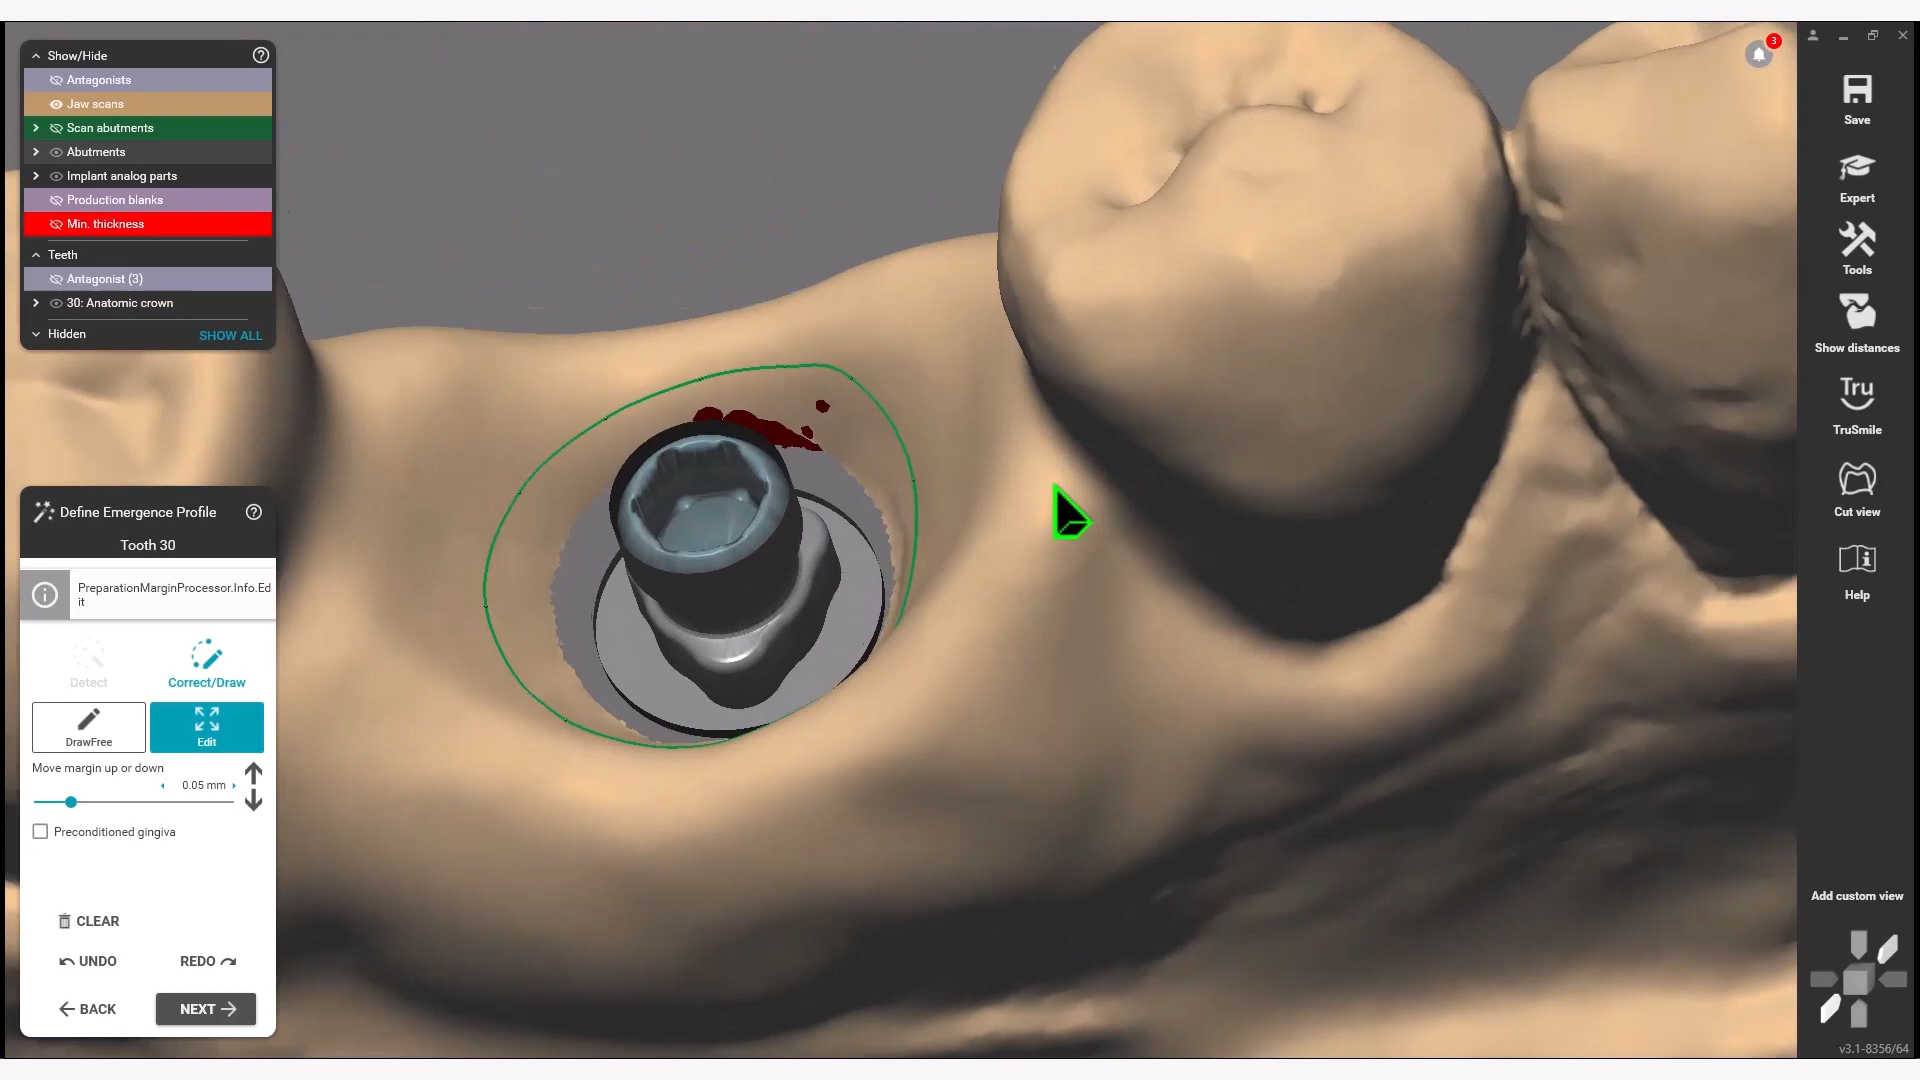 Show/Hide
Antagonists
Jaw scans
Scan abutments
Abutments
Implant analog parts
Production blanks
Min. thickness
Teeth
Antagonist (3)
30: Anatomic crown
Hidden
SHOW ALL
Define Emergence Profile
Tooth 30
PreparationMarginProcessor.Info.Ed
it
Detect
Correct/Draw
DrawFree
Edit
Move margin up or down
0.05 mm
Preconditioned gingiva
CLEAR
UNDO
REDO
BACK
NEXT
3
Save
Expert
Tools
Show distances
Tru
TruSmile
Cut view
Help
Add custom view
v3.1-8356/64